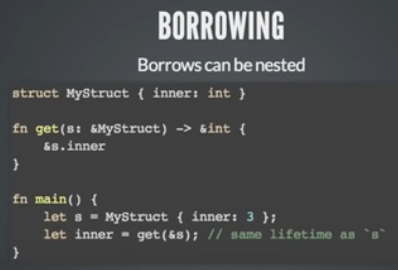 BORROWING
Borrows can be nested
struct MyStruct { inner: int }
fn get(s: &MyStruct) -> &int {
&s.inner
}
fn main() {
let s = MyStruct { inner: 3 };
let inner = get(&s); // same lifetime as `s`
}